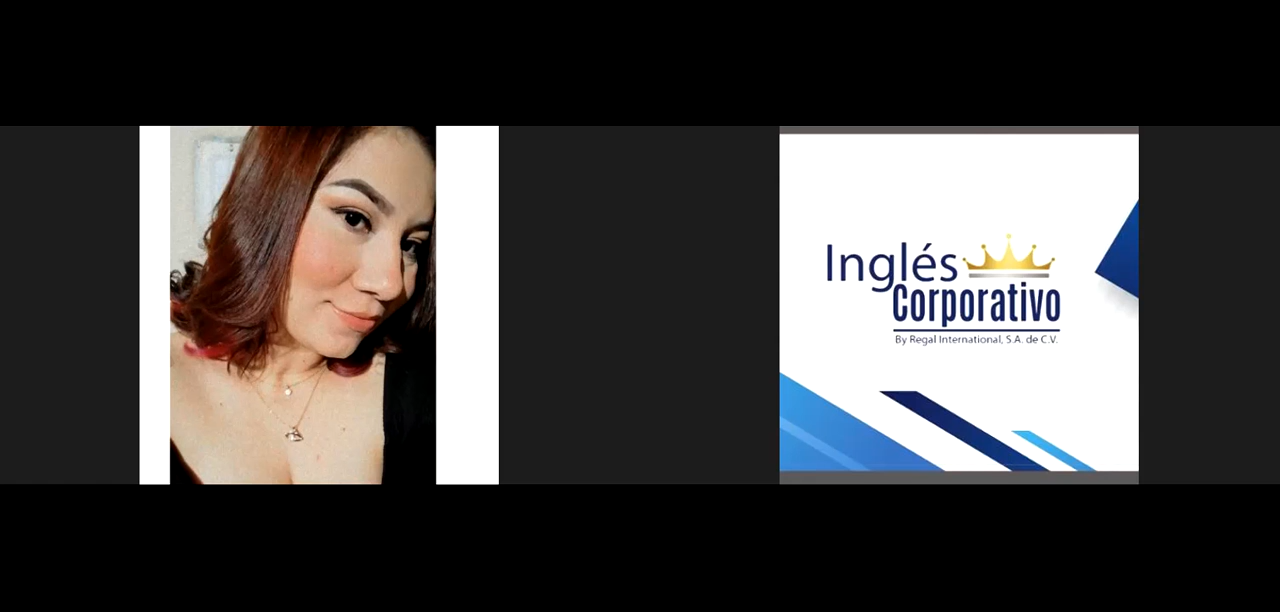 Inglés
Corporativo
By Regal International, S.A. de C.V.